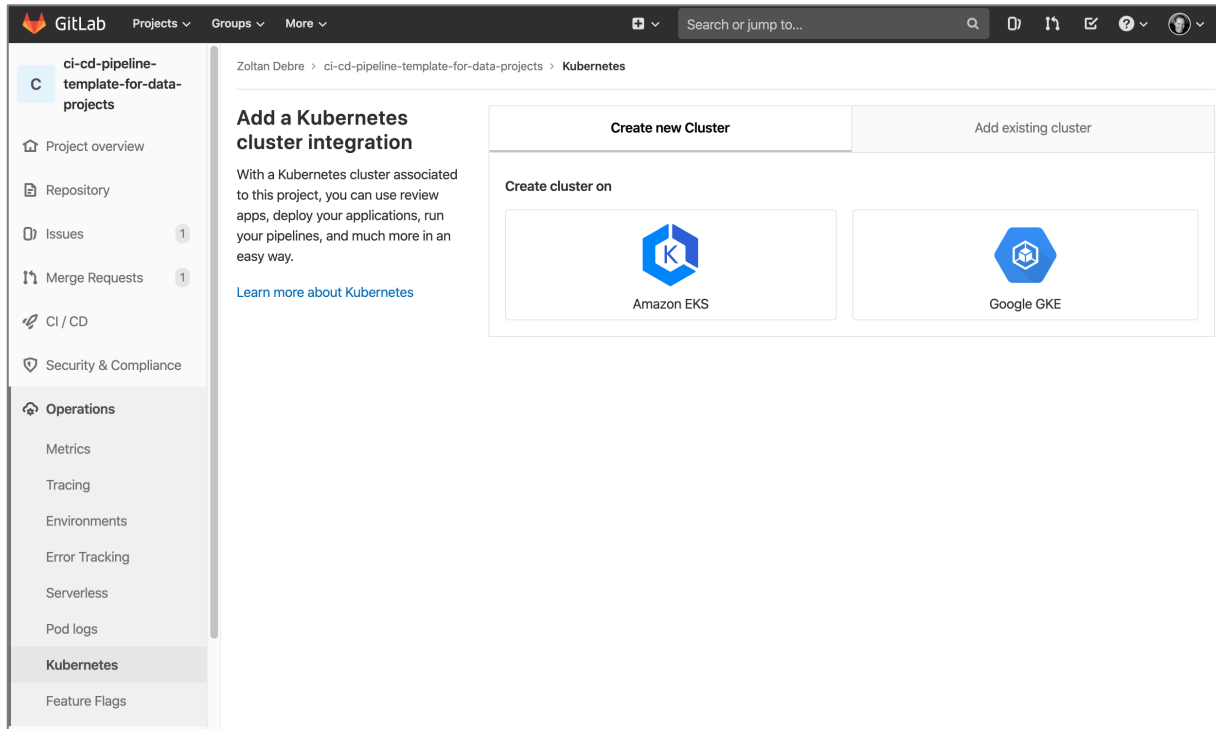 GitLab
Projects
Groups
More
Search or jump to...
C
ci-cd-pipeline-
template-for-data-
projects
Project overview
Repository
Issues 1
Merge Requests 1
CI / CD
Security & Compliance
Operations
Metrics
Tracing
Environments
Error Tracking
Serverless
Pod logs
Kubernetes
Feature Flags
Zoltan Debre > ci-cd-pipeline-template-for-data-projects > Kubernetes
Add a Kubernetes
cluster integration
With a Kubernetes cluster associated
to this project, you can use review
apps, deploy your applications, run
your pipelines, and much more in an
easy way.
Learn more about Kubernetes
Create new Cluster
Add existing cluster
Create cluster on
K
Amazon EKS
Google GKE